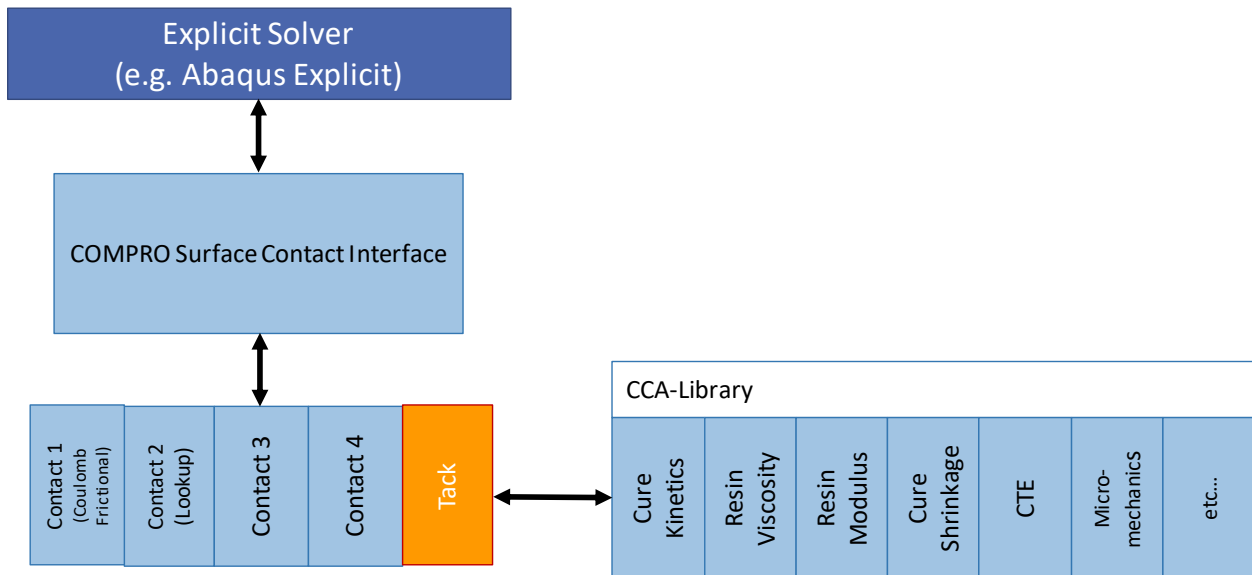 Explicit Solver
(e.g. Abaqus Explicit)
COMPRO Surface Contact Interface
Contact 1
(Coulomb
Frictional)
Contact 2
(Lookup)
Contact 3
Contact 4
Tack
CCA-Library
Cure
Kinetics
Resin
Viscosity
Resin
Modulus
Cure
Shrinkage
CTE
Micro-
mechanics
etc...